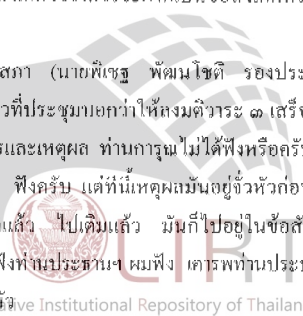 สภา (นายพิเชฐ พัฒนโชติ รองประ
ที่ประชุมบอกว่าให้ลงมติวาระ ๓ เสร็จ
รและเหตุผล ท่านการุณไม่ได้ฟังหรือครับ
ฟังครับ แต่ทีนี้เหตุผลมันอยู่จั่วหัวก่อน
แล้ว ไปเติมแล้ว มันก็ไปอยู่ในข้อสั
ฟังท่านประธานฯ ผมฟัง เคารพท่านประ
LIRT
ive Institutional Repository of Thailan